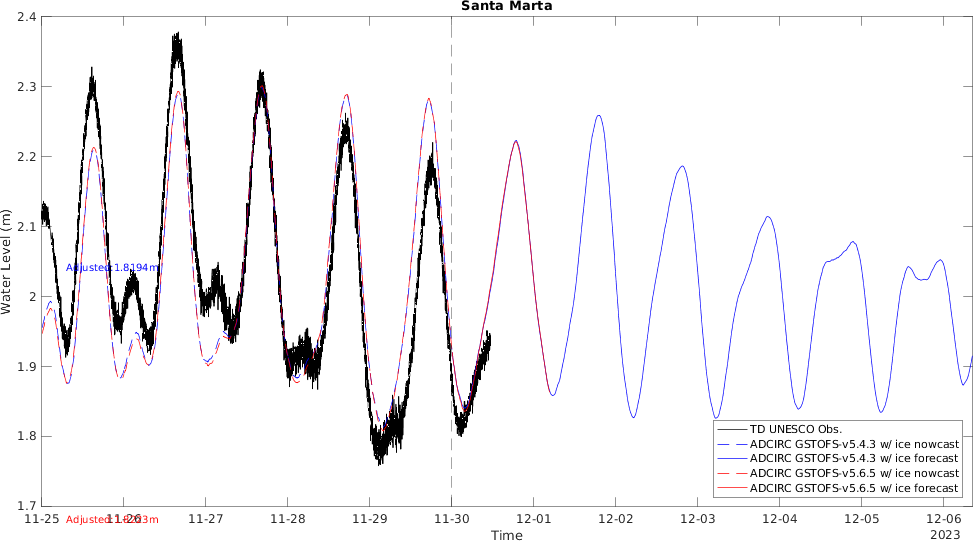 Santa Marta
Water Level (m)
2.4
2.3
2.2
2.1
2
1.9
1.8
1.7
Adjusted:1.8194m
TD UNESCO Obs.
ADCIRC GSTOFS-v5.4.3 w/ ice nowcast
ADCIRC GSTOFS-v5.4.3 w/ ice forecast
ADCIRC GSTOFS-v5.6.5 w/ ice nowcast
ADCIRC GSTOFS-v5.6.5 w/ ice forecast
11-25 11-26 11-27 11-28 11-29 11-30 12-01 12-02 12-03 12-04 12-05 12-06
Time
2023